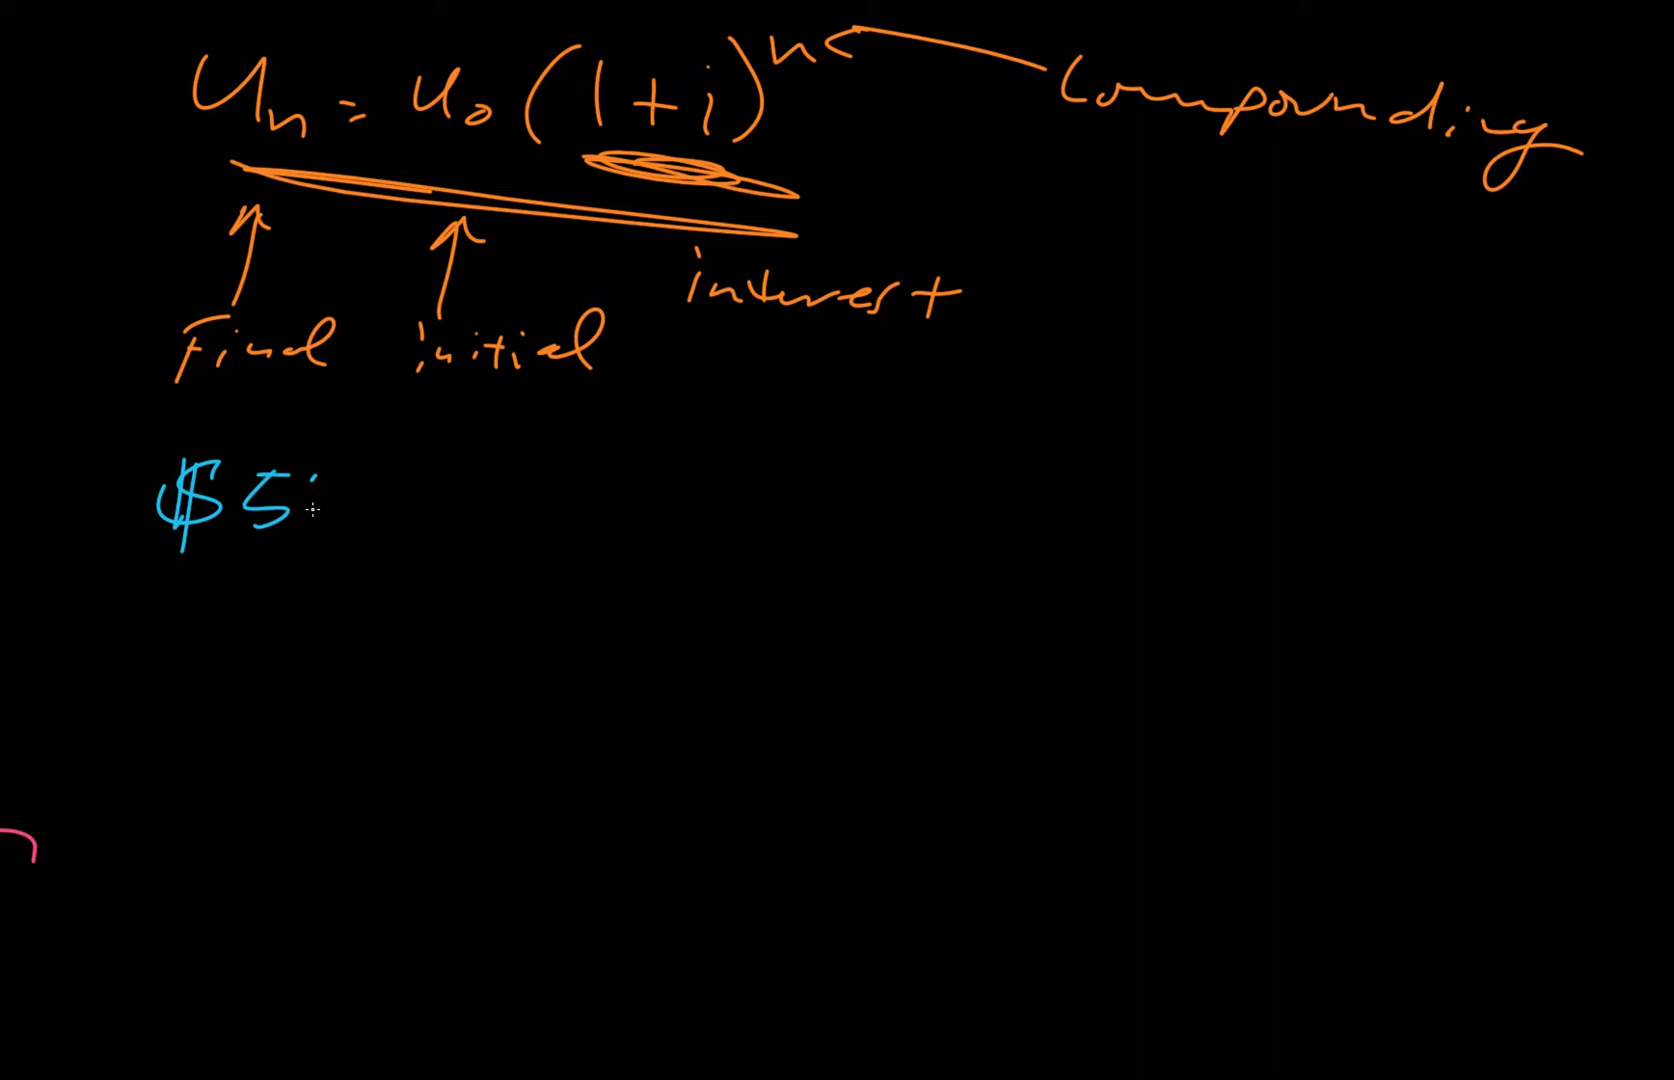 Un = u0 (1+i)^n
Compounding
interest
Final initial
$5